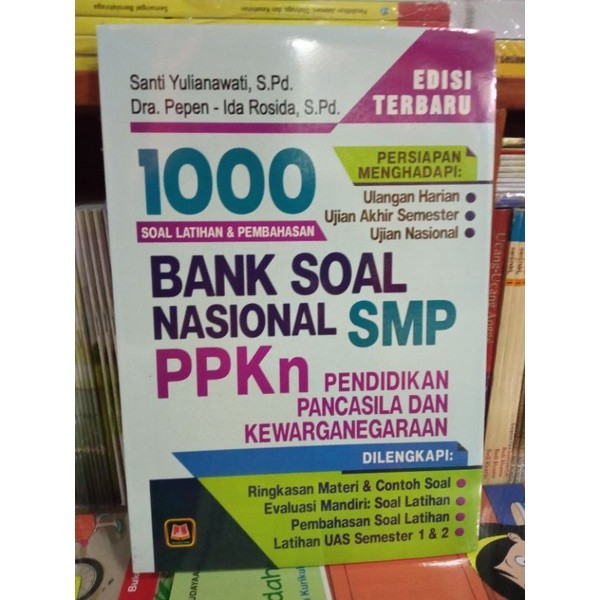 Santi Yulianawati, S.Pd.
Dra. Pepen - Ida Rosida, S.Pd.
EDISI
TERBARU
1000
SOAL LATIHAN & PEMBAHASAN
PERSIAPAN
MENGHADAPI:
Ulangan Harian
Ujian Akhir Semester
Ujian Nasional
BANK SOAL
NASIONAL SMP
PPKn PENDIDIKAN
PANCASILA DAN
KEWARGANEGARAAN
DILENGKAPI:
Ringkasan Materi & Contoh Soal
Evaluasi Mandiri: Soal Latihan
Pembahasan Soal Latihan
Latihan UAS Semester 1 & 2